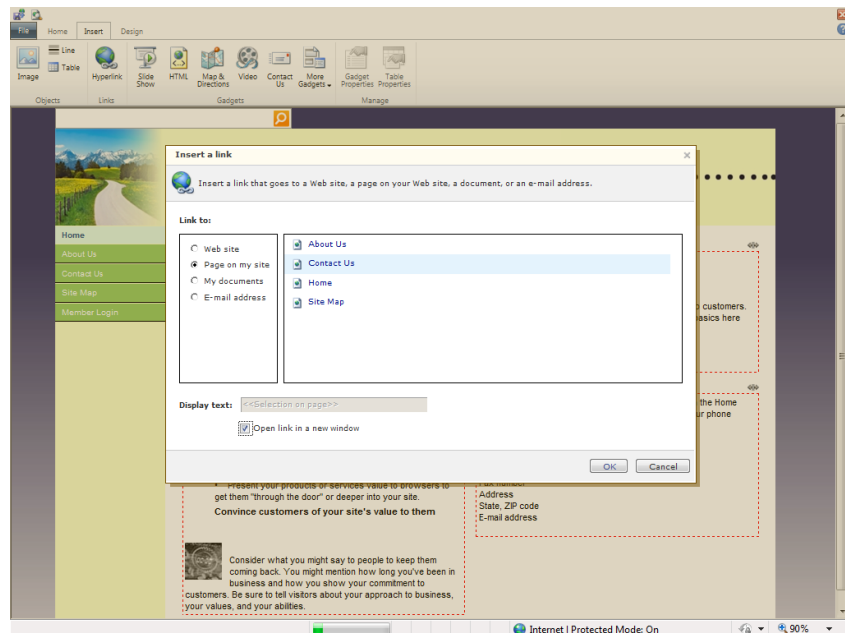 File Home Insert Design
Image
Line
Table
Hyperlink
Slide Show
HTML
Map & Directions
Video
Contact Us
More Gadgets
Gadget Properties
Table Properties
Objects Links Gadgets Manage
Home
About Us
Contact Us
Site Map
Member Login
Insert a link
Insert a link that goes to a Web site, a page on your Web site, a document, or an e-mail address.
Link to:
Web site
Page on my site
My documents
E-mail address
About Us
Contact Us
Home
Site Map
Display text: <<Selection on page>>
Open link in a new window
OK Cancel
customers.
basics here
the Home
ur phone
Present your products or services value to browsers to
get them "through the door" or deeper into your site.
Convince customers of your site's value to them
Fax number
Address
State, ZIP code
E-mail address
Consider what you might say to people to keep them
coming back. You might mention how long you've been in
business and how you show your commitment to
customers. Be sure to tell visitors about your approach to business,
your values, and your abilities.
Internet | Protected Mode: On 90%